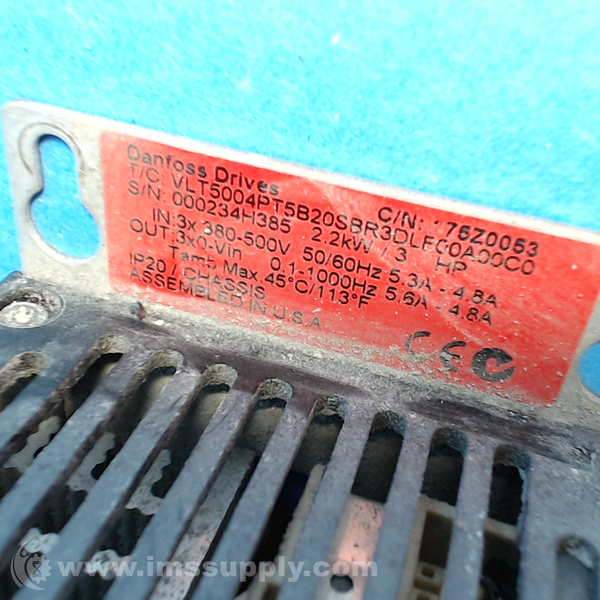 Danfoss Drives
T/C: VLT5004PT5B20SBR3DLF00A00C0
S/N: 000234H385 C/N: 175Z0053
2.2kW / 3 HP
IN:3x 380-500V 50/60Hz 5.3A - 4.8A
OUT:3x0-Vin 0.1-1000Hz 5.6A - 4.8A
Tamb Max.45°C/113°F
IP20 / CHASSIS
ASSEMBLED IN U.S.A
CE
www.imssupply.com